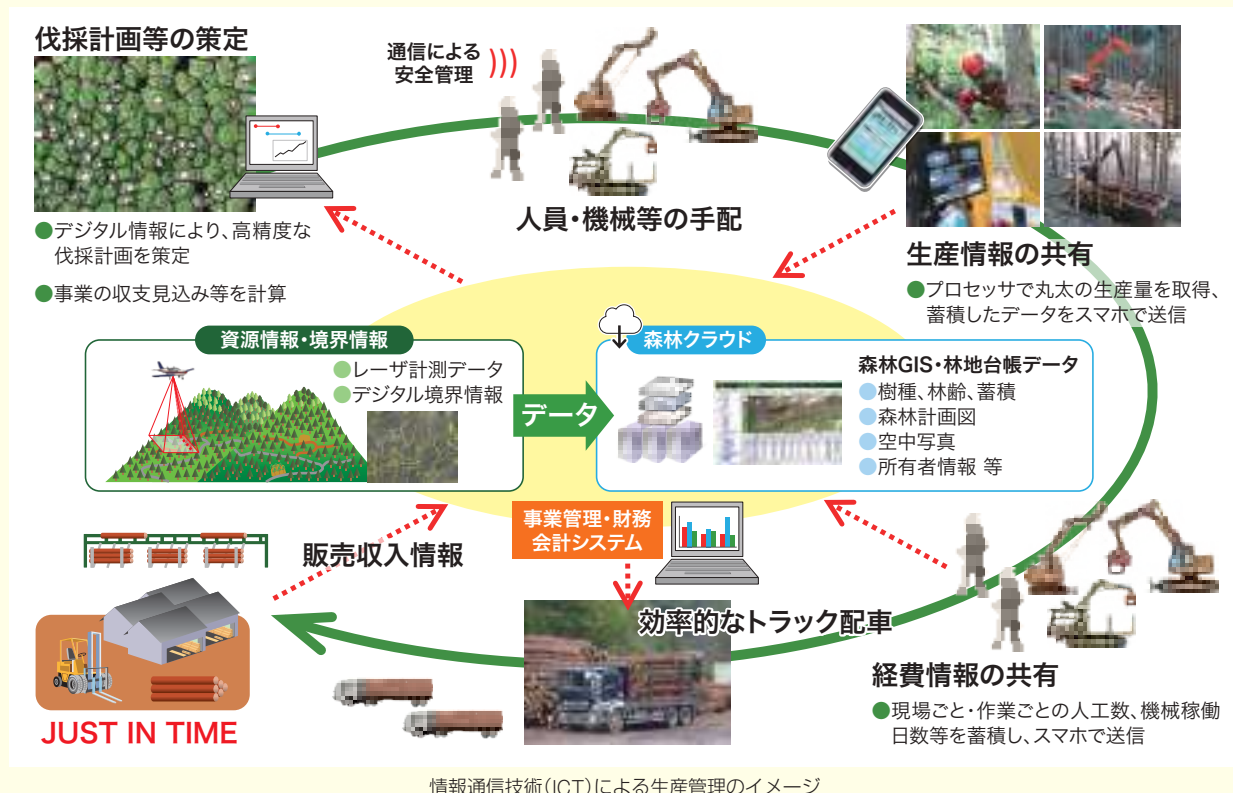 伐採計画等の策定
●デジタル情報により、高精度な
伐採計画を策定
●事業の収支見込み等を計算
通信による
安全管理
人員・機械等の手配
生産情報の共有
●プロセッサで丸太の生産量を取得、
蓄積したデータをスマホで送信
資源情報・境界情報
●レーザ計測データ
●デジタル境界情報
データ
森林クラウド
森林GIS・林地台帳データ
●樹種、林齢、蓄積
●森林計画図
●空中写真
●所有者情報 等
事業管理・財務
会計システム
販売収入情報
JUST IN TIME
効率的なトラック配車
経費情報の共有
●現場ごと・作業ごとの人工数、機械稼働
日数等を蓄積し、スマホで送信
情報通信技術(ICT)による生産管理のイメージ